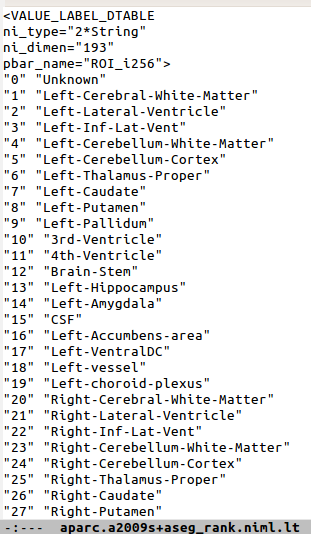 <VALUE_LABEL_DTABLE
ni_type="2*String"
ni_dimen="193"
pbar_name="ROI_i256">
"0" "Unknown"
"1" "Left-Cerebral-White-Matter"
"2" "Left-Lateral-Ventricle"
"3" "Left-Inf-Lat-Vent"
"4" "Left-Cerebellum-White-Matter"
"5" "Left-Cerebellum-Cortex"
"6" "Left-Thalamus-Proper"
"7" "Left-Caudate"
"8" "Left-Putamen"
"9" "Left-Pallidum"
"10" "3rd-Ventricle"
"11" "4th-Ventricle"
"12" "Brain-Stem"
"13" "Left-Hippocampus"
"14" "Left-Amygdala"
"15" "CSF"
"16" "Left-Accumbens-area"
"17" "Left-VentralDC"
"18" "Left-vessel"
"19" "Left-choroid-plexus"
"20" "Right-Cerebral-White-Matter"
"21" "Right-Lateral-Ventricle"
"22" "Right-Inf-Lat-Vent"
"23" "Right-Cerebellum-White-Matter"
"24" "Right-Cerebellum-Cortex"
"25" "Right-Thalamus-Proper"
"26" "Right-Caudate"
"27" "Right-Putamen"
-:---  aparc.a2009s+aseg_rank.niml.lt